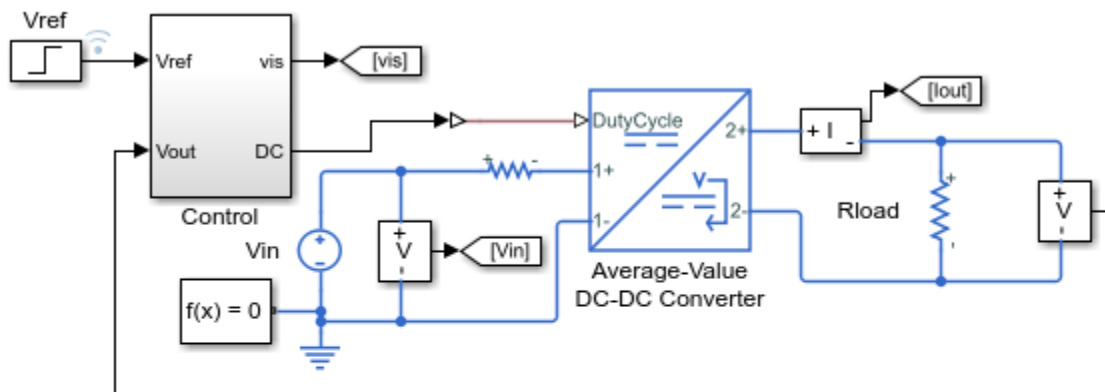 Vref
Vref
vis
[vis]
[Iout]
DutyCycle
2+
+ I
-
Vout
DC
+
-
1+
V
2-
+
Rload
-
+
V
-
1-
Control
Vin
+
-
+
V
-
[Vin]
Average-Value
DC-DC Converter
f(x) = 0